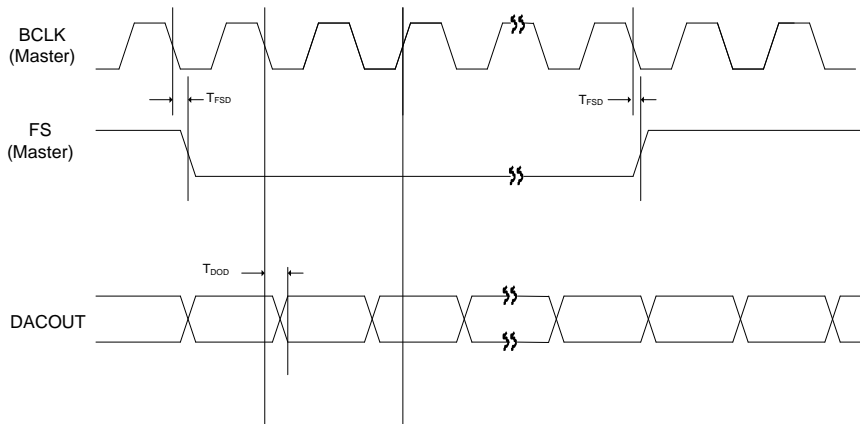 BCLK
(Master)
TFSD
TFSD
FS
(Master)
TDOD
DACOUT